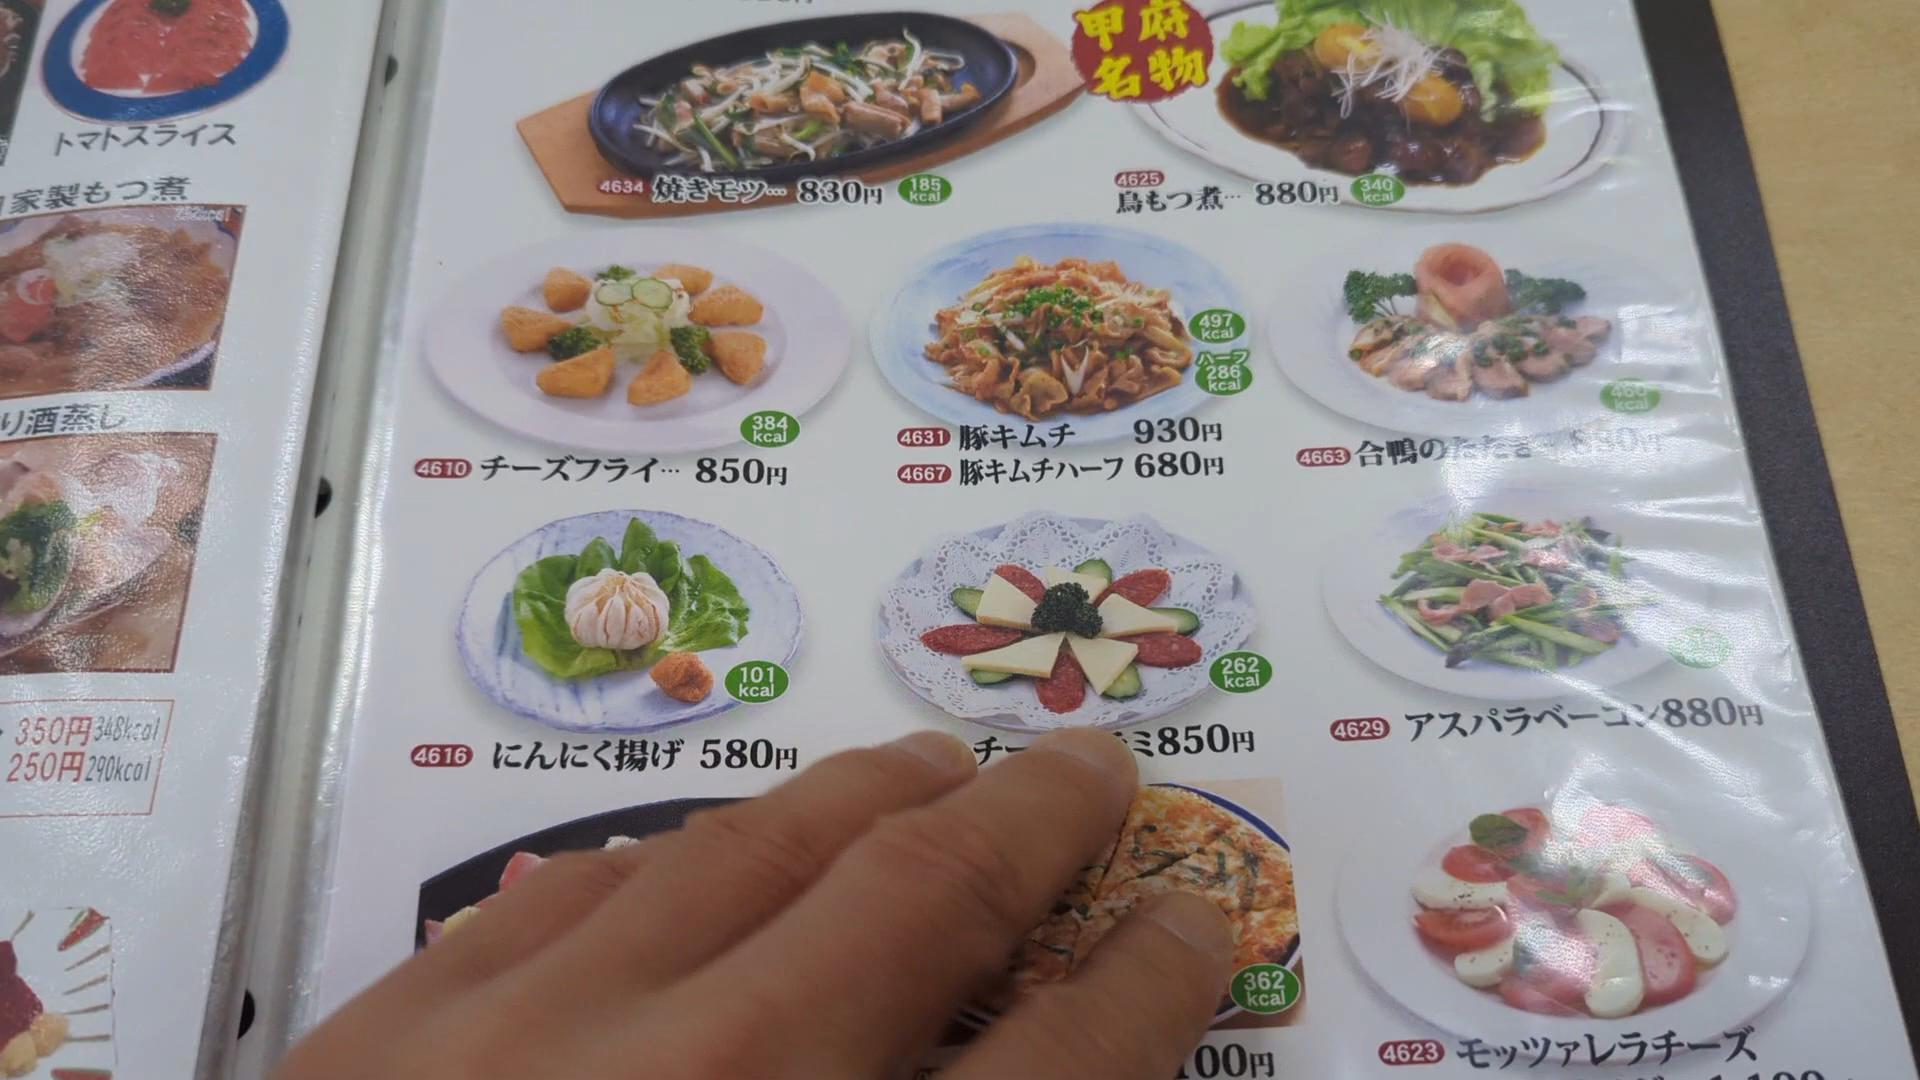 トマトスライス
家製もつ煮
り酒蒸し
350円348kcal
250円290kcal
甲府
名物
4634 焼きモツ… 830円 185 kcal
4625
鳥もつ煮… 880円 340 kcal
384 kcal
4610 チーズフライ… 850円
497 kcal
ハーフ 286 kcal
4631 豚キムチ 930円
4667 豚キムチハーフ 680円
kcal
4663 合鴨のたたき
101 kcal
4616 にんにく揚げ 580円
262 kcal
チー ミ850円
4629 アスパラベーコン880円
362 kcal
100円
4623 モッツァレラチーズ